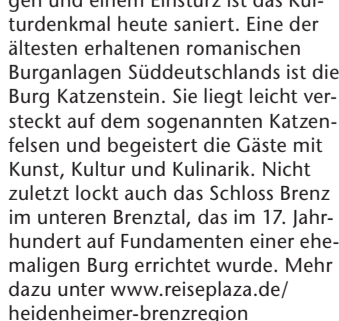 gen und einem Einsturz ist das Kul-
turdenkmal heute saniert. Eine der
ältesten erhaltenen romanischen
Burganlagen Süddeutschlands ist die
Burg Katzenstein. Sie liegt leicht ver-
steckt auf dem sogenannten Katzen-
felsen und begeistert die Gäste mit
Kunst, Kultur und Kulinarik. Nicht
zuletzt lockt auch das Schloss Brenz
im unteren Brenztal, das im 17. Jahr-
hundert auf Fundamenten einer ehe-
maligen Burg errichtet wurde. Mehr
dazu unter www.reiseplaza.de/
heidenheimer-brenzregion